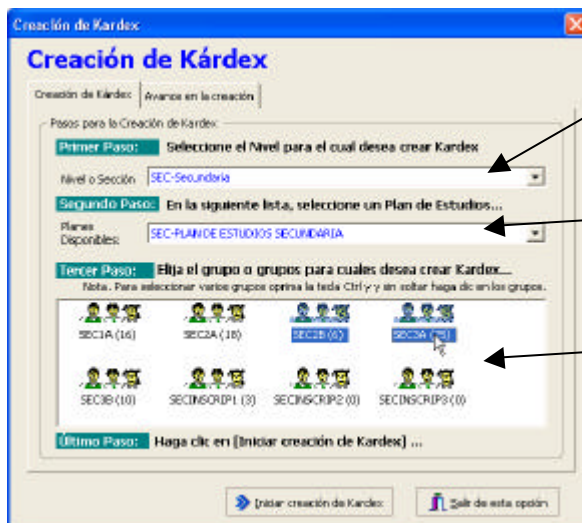 Creación de Kardex
Creación de Kárdex
Creación de Kárdex Avance en la creación
Pasos para la Creación de Kardex:
Primer Paso: Seleccione el Nivel para el cual desea crear Kardex
Nivel o Sección SEC-Secundaria
Segundo Paso: En la siguiente lista, seleccione un Plan de Estudios...
Planes Disponibles: SEC-PLAN DE ESTUDIOS SECUNDARIA
Tercer Paso: Elija el grupo o grupos para cuales desea crear Kardex...
Nota. Para seleccionar varios grupos oprima la tecla Ctrl y y sin soltar haga clic en los grupos.
SEC1A (16) SEC2A (18) SEC2B (6) SEC3A
SEC3B (10) SECINSCRIP1 (3) SECINSCRIP2 (0) SECINSCRIP3 (0)
Último Paso: Haga clic en [Iniciar creación de Kardex] ...
Iniciar creación de Kardex Salir de esta opción